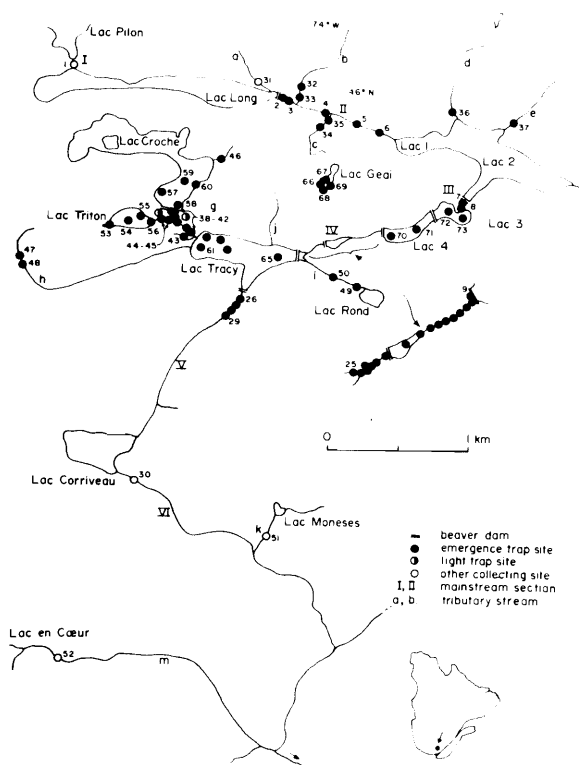 74° W
Lac Pilon
1
I
a
b
V
31
32
d
46° N
Lac Long
2
3
33
4
II
35
34
c
5
6
36
e
37
Lac 1
Lac 2
Lac Croche
46
59
60
57
58
Lac Geai
67
66
69
68
III
7
8
Lac 3
72
73
Lac Triton
55
53
54
56
44-45
g
38-42
43
61
Lac Tracy
j
IV
70
71
Lac 4
47
48
h
65
i
50
49
Lac Rond
26
29
9
25
V
0
1 km
Lac Corriveau
30
VI
k
51
Lac Moneses
beaver dam
emergence trap site
light trap site
other collecting site
I, II mainstream section
a, b. tributary stream
Lac en Cœur
52
m